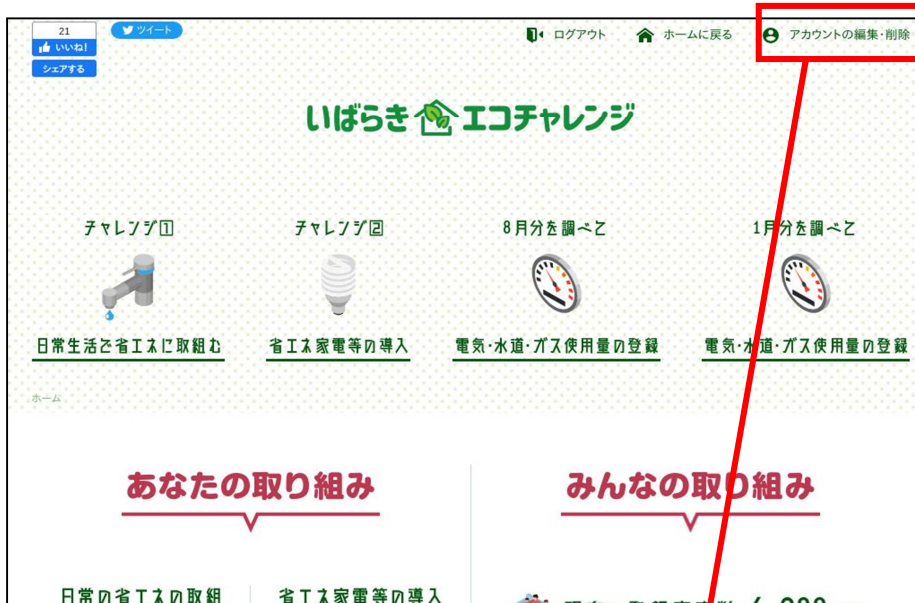 21
いいね!
シェアする
ツイート
ログアウト
ホームに戻る
アカウントの編集・削除
いばらきエコチャレンジ
チャレンジ1
日常生活で省エネに取組む
チャレンジ2
省エネ家電等の導入
8月分を調べて
電気・水道・ガス使用量の登録
1月分を調べて
電気・水道・ガス使用量の登録
ホーム
あなたの取り組み
みんなの取り組み
日常の省エネの取組
省エネ家電等の導入